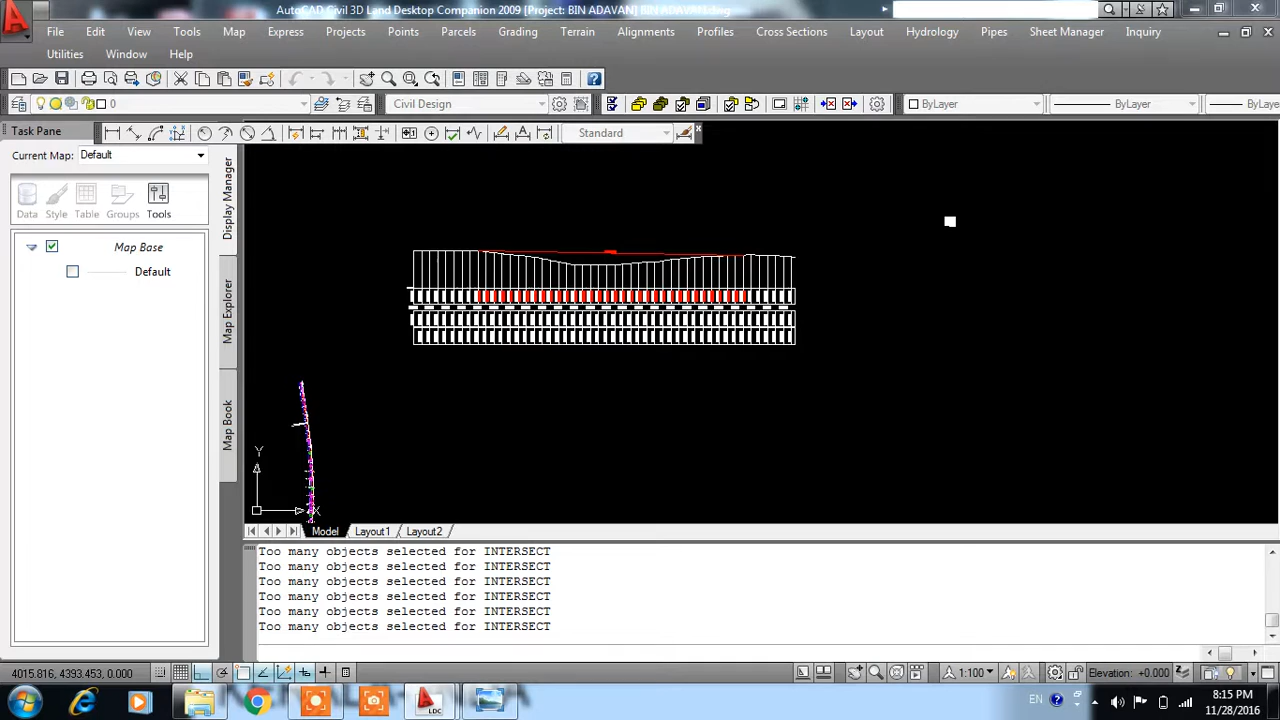 AutoCAD Civil 3D Land Desktop Companion 2009 [Project: BIN ADAVAN] BIN ADAVAN.dwg
File Edit View Tools Map Express Projects Points Parcels Grading Terrain Alignments Profiles Cross Sections Layout Hydrology Pipes Sheet Manager Inquiry
Utilities Window Help
0 Civil Design ByLayer ByLayer ByLayer
Task Pane Standard
Current Map: Default
Data Style Table Groups Tools
Map Base
Default
Display Manager
Map Explorer
Map Book
Y
X
Model Layout1 Layout2
Too many objects selected for INTERSECT
Too many objects selected for INTERSECT
Too many objects selected for INTERSECT
Too many objects selected for INTERSECT
Too many objects selected for INTERSECT
Too many objects selected for INTERSECT
4015.816, 4393.453, 0.000 1:100 Elevation: +0.000
LDC EN 8:15 PM
11/28/2016